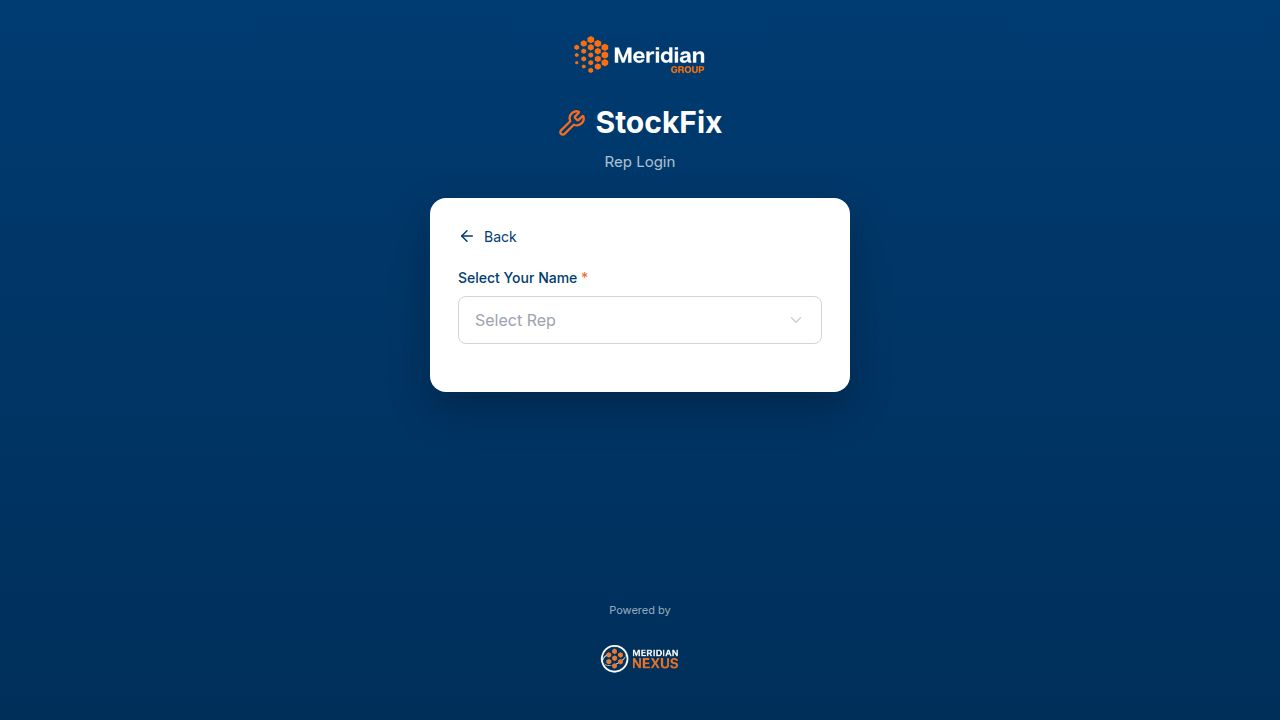 Meridian
GROUP
StockFix
Rep Login
Back
Select Your Name *
Select Rep
Powered by
MERIDIAN
NEXUS